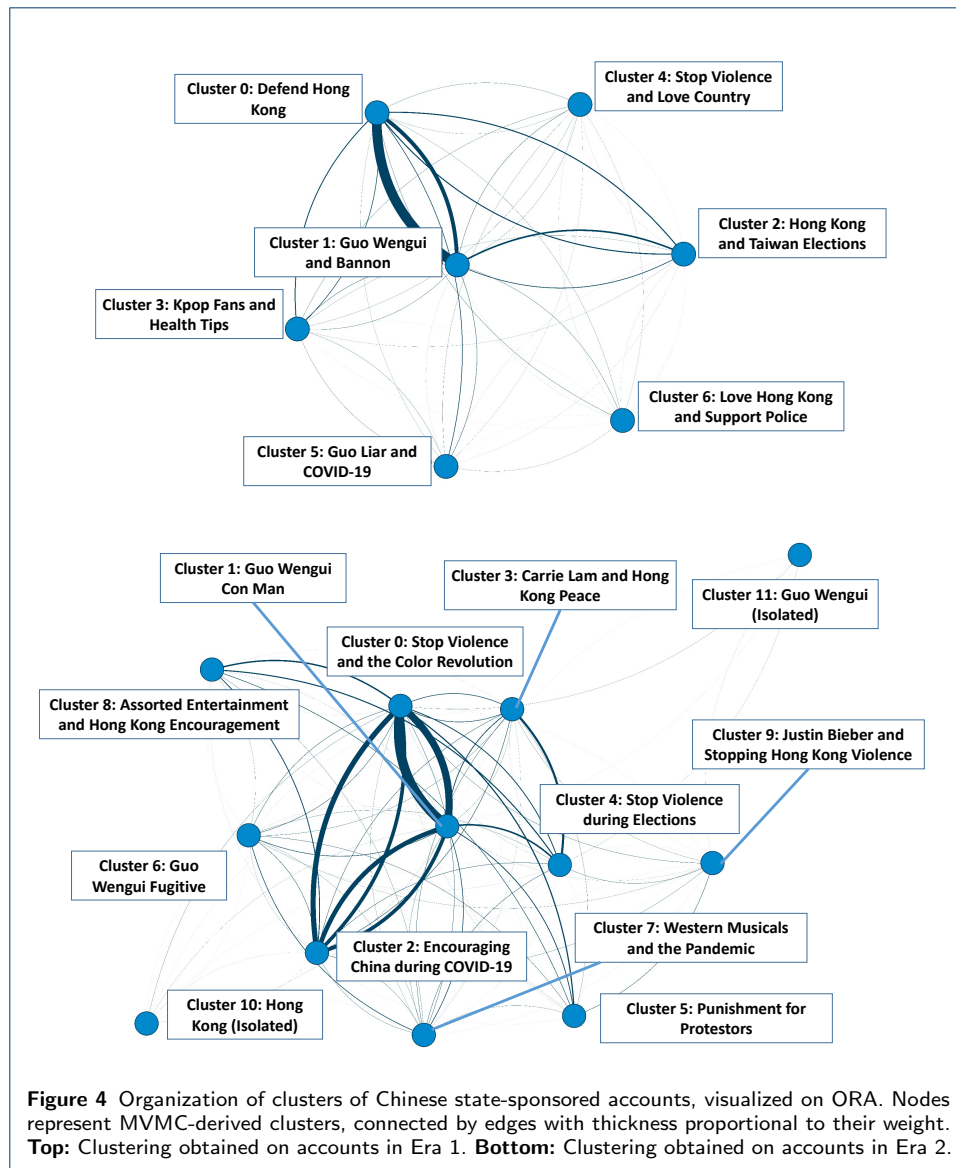 Cluster 0: Defend Hong
Kong
Cluster 4: Stop Violence
and Love Country
Cluster 1: Guo Wengui
and Bannon
Cluster 2: Hong Kong
and Taiwan Elections
Cluster 3: Kpop Fans and
Health Tips
Cluster 6: Love Hong Kong
and Support Police
Cluster 5: Guo Liar and
COVID-19
Cluster 1: Guo Wengui
Con Man
Cluster 3: Carrie Lam and Hong
Kong Peace
Cluster 11: Guo Wengui
(Isolated)
Cluster 0: Stop Violence
and the Color Revolution
Cluster 8: Assorted Entertainment
and Hong Kong Encouragement
Cluster 9: Justin Bieber and
Stopping Hong Kong Violence
Cluster 4: Stop Violence
during Elections
Cluster 6: Guo
Wengui Fugitive
Cluster 7: Western Musicals
and the Pandemic
Cluster 2: Encouraging
China during COVID-19
Cluster 10: Hong
Kong (Isolated)
Cluster 5: Punishment for
Protestors
Figure 4 Organization of clusters of Chinese state-sponsored accounts, visualized on ORA. Nodes
represent MVMC-derived clusters, connected by edges with thickness proportional to their weight.
Top: Clustering obtained on accounts in Era 1. Bottom: Clustering obtained on accounts in Era 2.